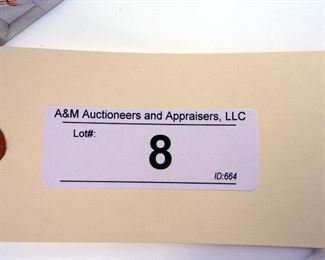 A&M Auctioneers and Appraisers, LLC
Lot#:
8
ID:664